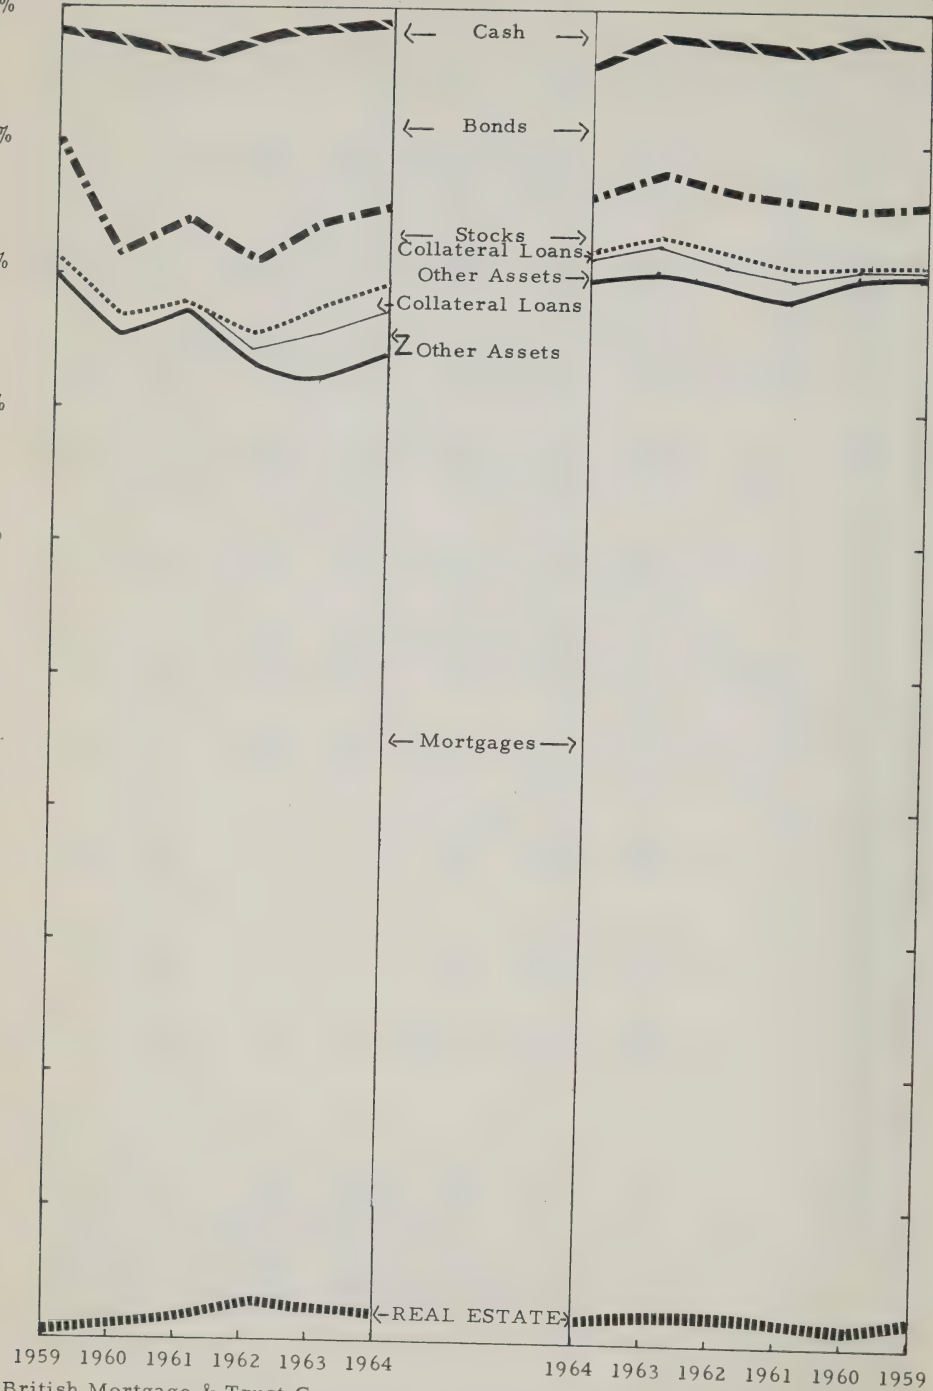 %
Cash
%
Bonds
Stocks
%
Collateral Loans
Other Assets
Collateral Loans
Other Assets
%
Mortgages
REAL ESTATE
1959 1960 1961 1962 1963 1964
1964 1963 1962 1961 1960 1959
British Mortgage & Trust